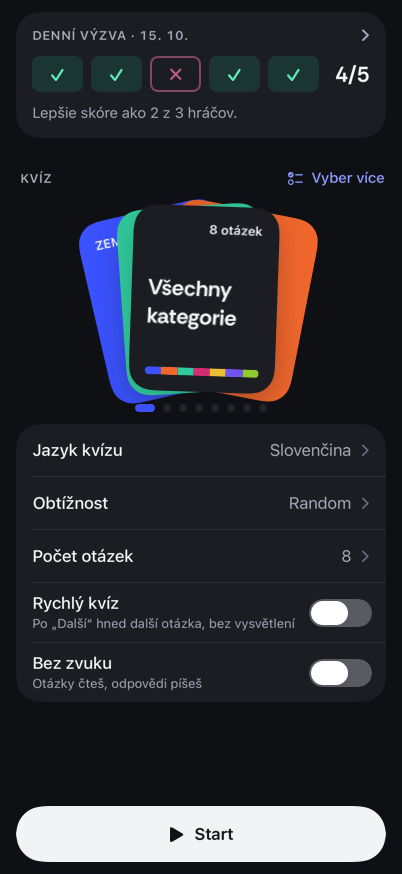 DENNÍ VÝZVA · 15. 10.
4/5
Lepšie skóre ako 2 z 3 hráčov.
KVÍZ
Vyber více
8 otázek
Všechny
kategorie
Jazyk kvízu
Slovenčina
Obtížnost
Random
Počet otázek
8
Rychlý kvíz
Po „Další“ hned další otázka, bez vysvětlení
Bez zvuku
Otázky čteš, odpovědi píšeš
Start